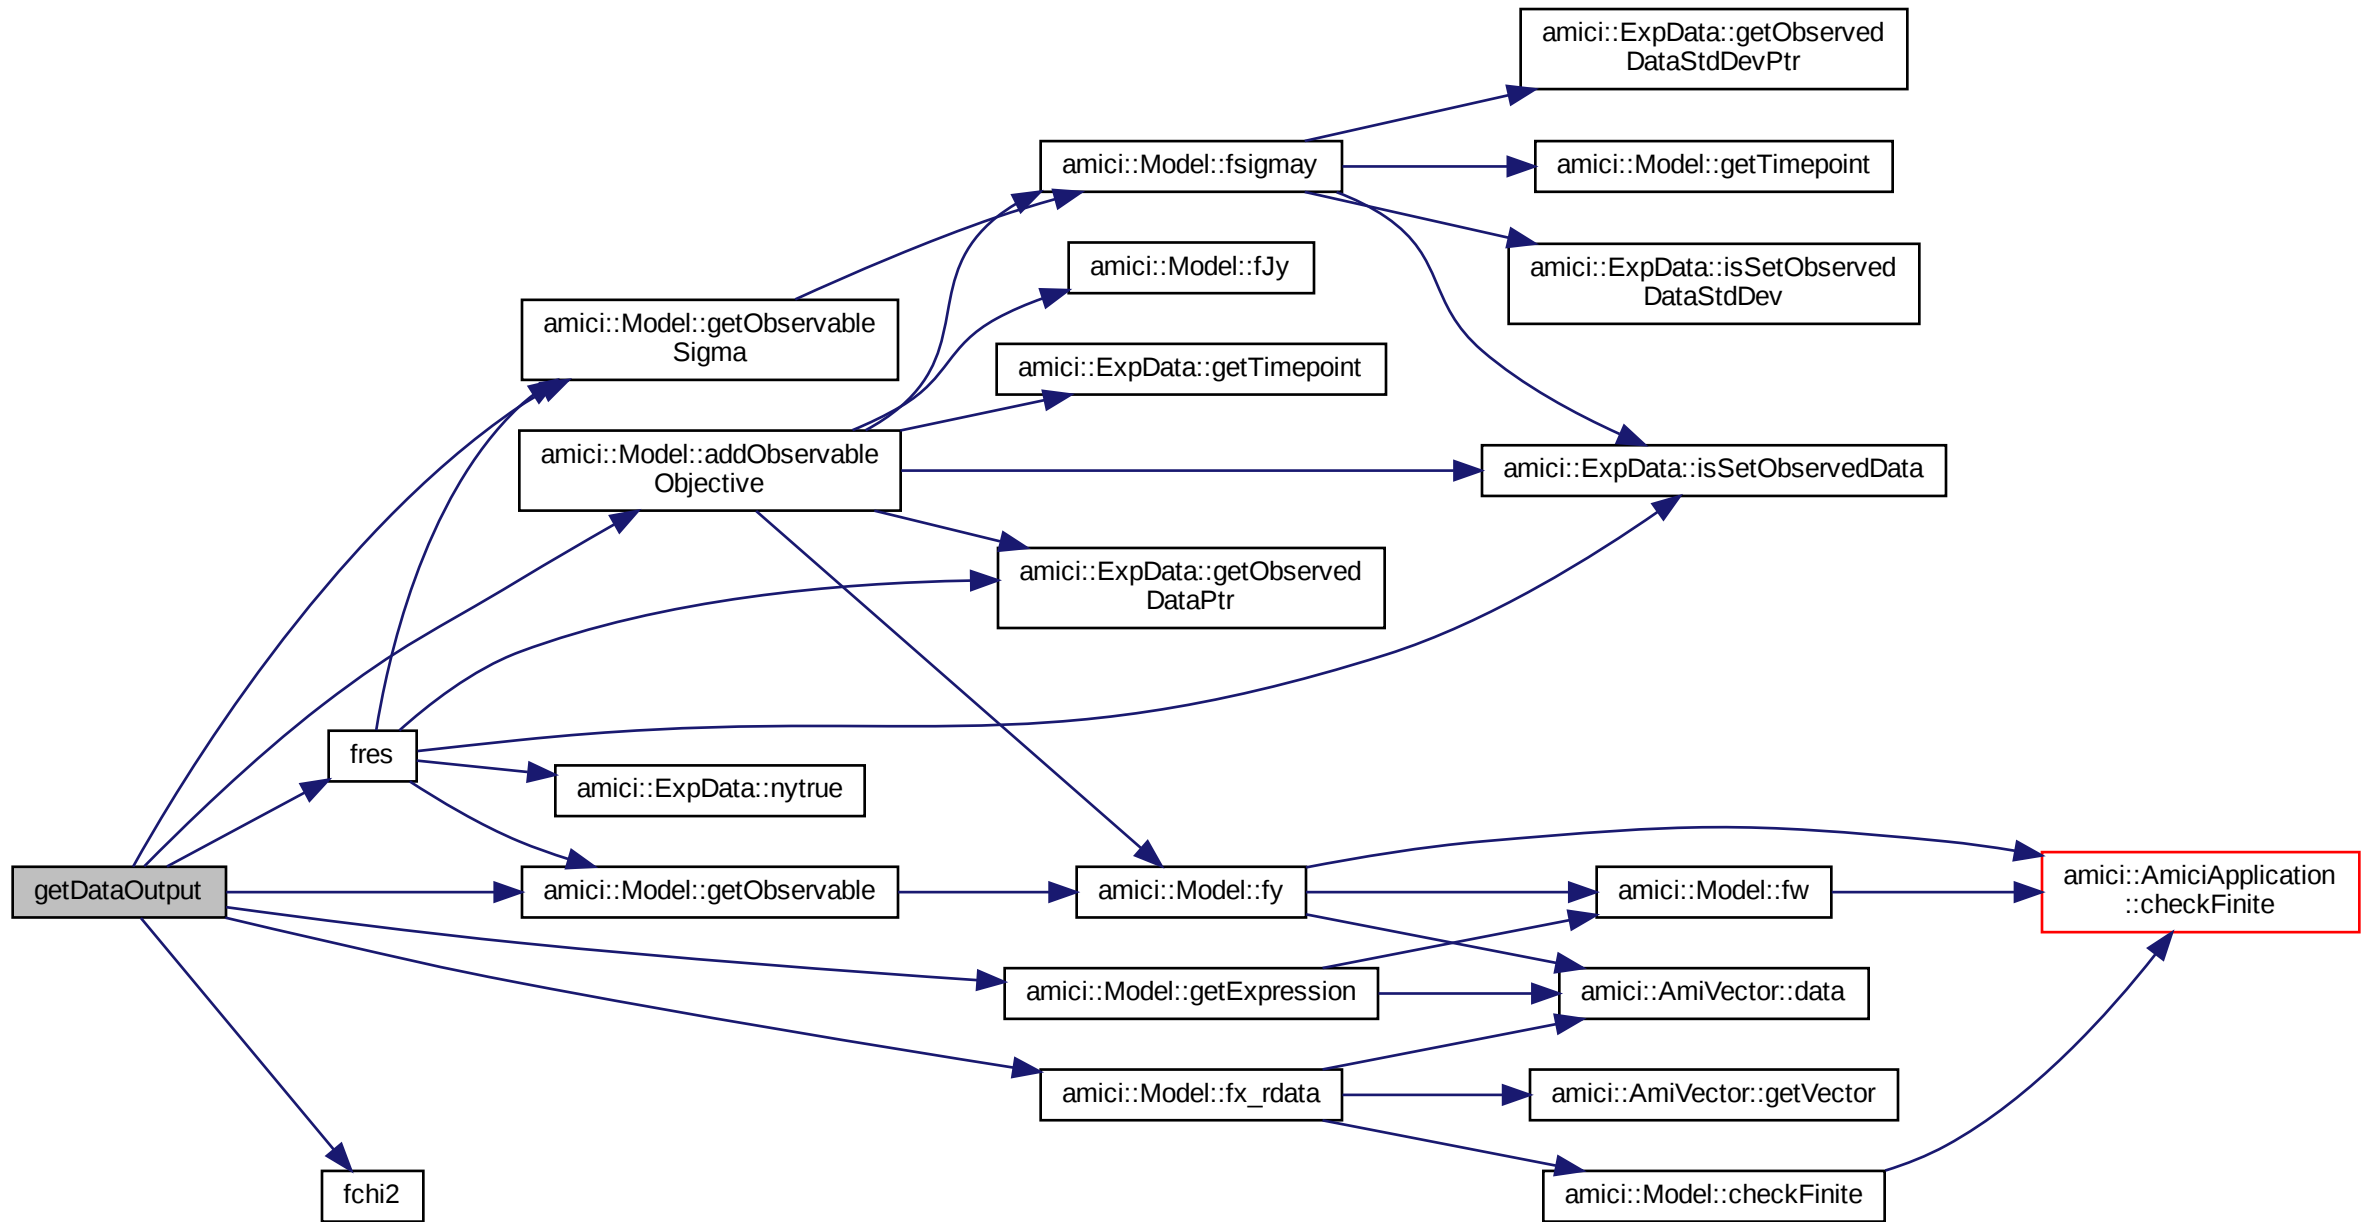 amici::ExpData::getObserved
DataStdDevPtr
amici::Model::fsigmay
amici::Model::getTimepoint
amici::Model::fJy
amici::ExpData::isSetObserved
DataStdDev
amici::Model::getObservable
Sigma
amici::ExpData::getTimepoint
amici::Model::addObservable
Objective
amici::ExpData::isSetObservedData
amici::ExpData::getObserved
DataPtr
fres
amici::ExpData::nytrue
getDataOutput
amici::Model::getObservable
amici::Model::fy
amici::Model::fw
amici::AmiciApplication
::checkFinite
amici::Model::getExpression
amici::AmiVector::data
amici::Model::fx_rdata
amici::AmiVector::getVector
fchi2
amici::Model::checkFinite